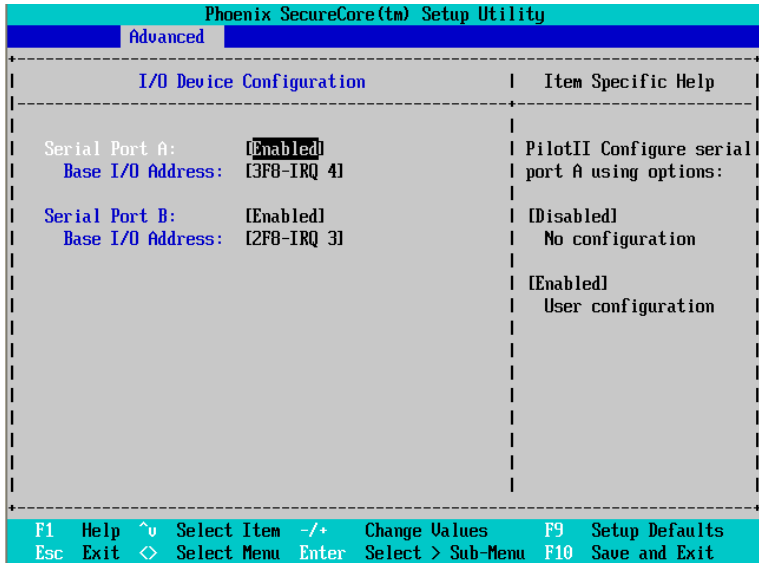 Phoenix SecureCore(tm) Setup Utility
Advanced
I/O Device Configuration
Item Specific Help
Serial Port A: [Enabled]
Base I/O Address: [3F8-IRQ 4]
Serial Port B: [Enabled]
Base I/O Address: [2F8-IRQ 3]
PilotII Configure serial
port A using options:
[Disabled]
No configuration
[Enabled]
User configuration
F1 Help ^v Select Item -/+ Change Values F9 Setup Defaults
Esc Exit <> Select Menu Enter Select > Sub-Menu F10 Save and Exit